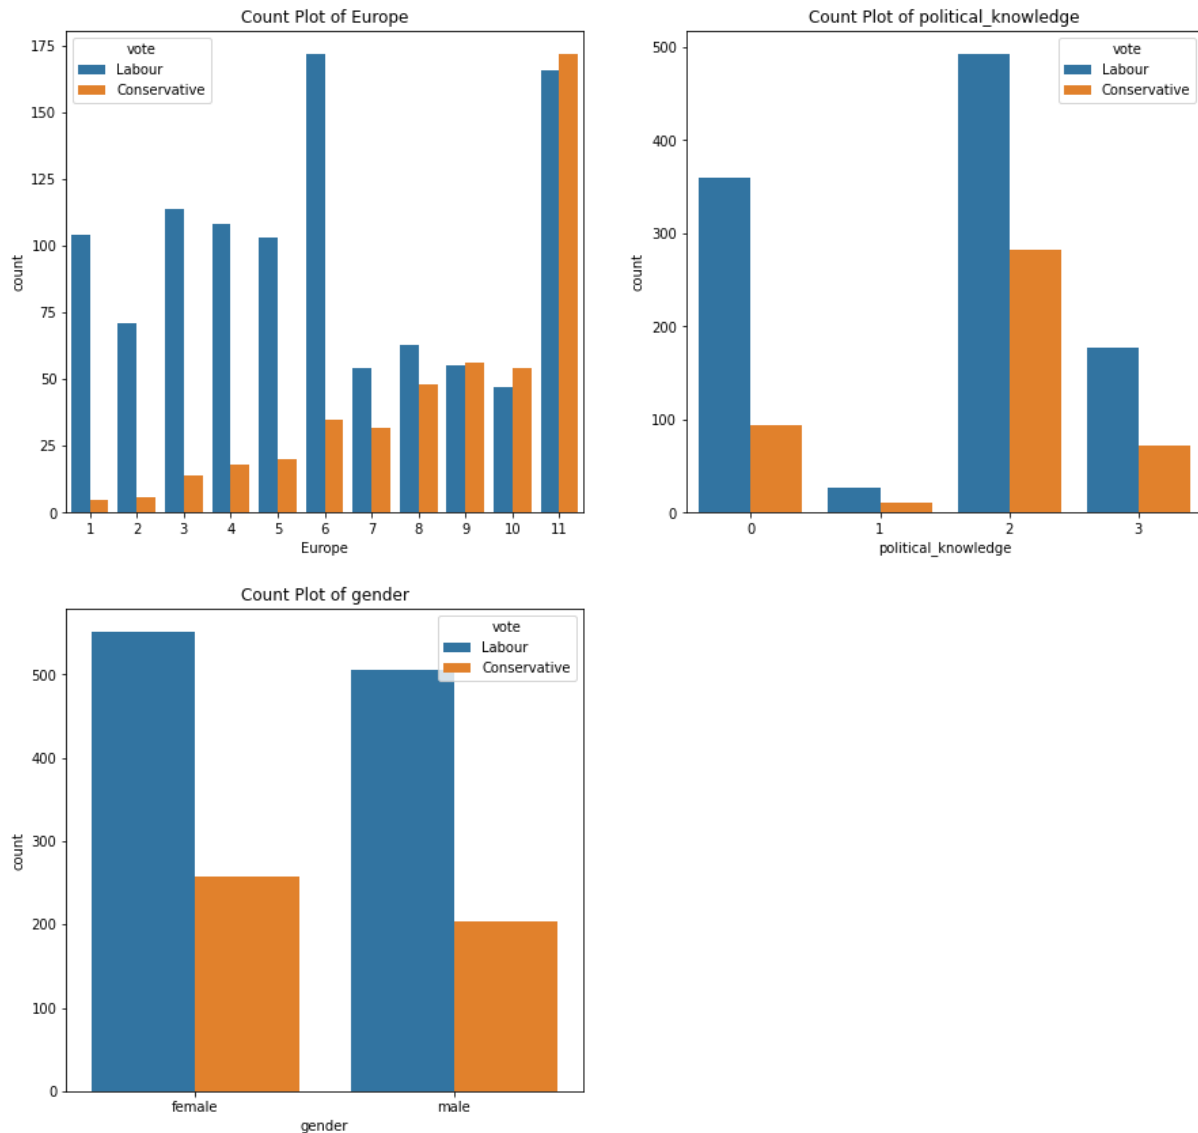 Count Plot of Europe
vote
Labour
Conservative
175
150
125
100
75
50
25
0
count
1 2 3 4 5 6 7 8 9 10 11
Europe
Count Plot of political_knowledge
vote
Labour
Conservative
500
400
300
200
100
0
count
0 1 2 3
political_knowledge
Count Plot of gender
vote
Labour
Conservative
500
400
300
200
100
0
count
female male
gender